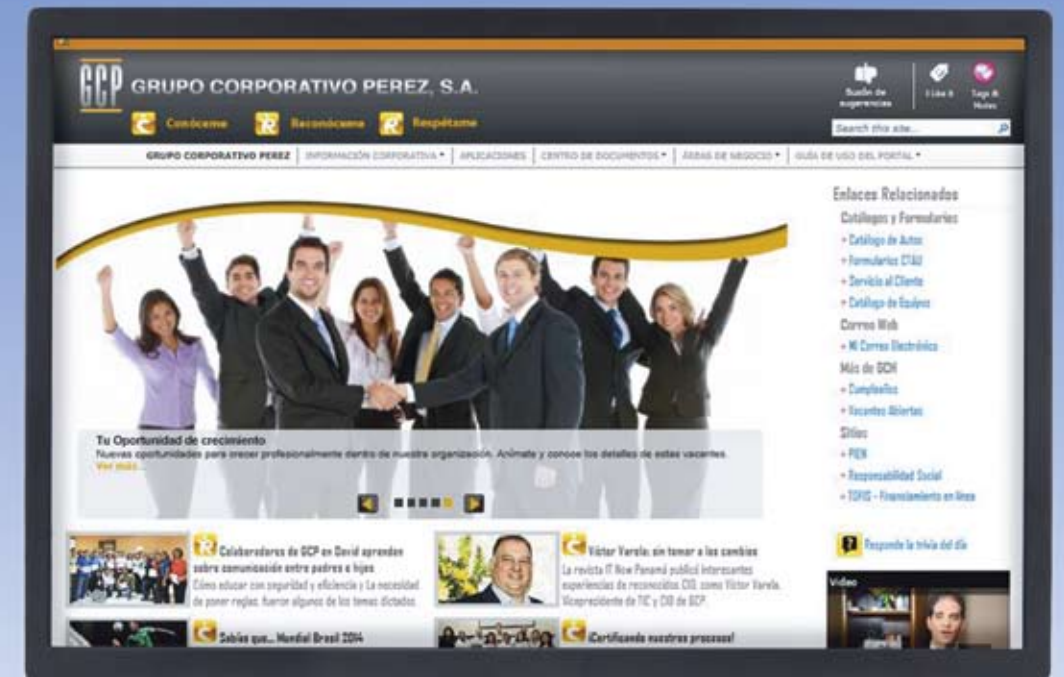 GCP GRUPO CORPORATIVO PEREZ, S.A.
Conóceme Reconóceme Respétame
Buzón de
sugerencias
I Like It
Tags &
Notes
Search this site...
GRUPO CORPORATIVO PEREZ | INFORMACIÓN CORPORATIVA | APLICACIONES | CENTRO DE DOCUMENTOS | ÁREAS DE NEGOCIO | GUÍA DE USO DEL PORTAL
Tu Oportunidad de crecimiento
Nuevas oportunidades para crecer profesionalmente dentro de nuestra organización. Anímate y conoce los detalles de estas vacantes.
Ver más...
R Colaboradores de GCP en David aprenden
sobre comunicación entre padres e hijos
Cómo educar con seguridad y eficiencia y La necesidad
de poner reglas, fueron algunos de los temas dictados.
C Víctor Varela: sin temor a los cambios
La revista IT Now Panamá publicó interesantes
experiencias de reconocidos CIO, como Víctor Varela,
Vicepresidente de TIC y CIO de GCP.
C Sabías que... Mundial Brasil 2014
C ¡Certificando nuestros procesos!
Enlaces Relacionados
Catálogos y Formularios
Catálogo de Autos
Formularios CTAU
Servicio al Cliente
Catálogo de Equipos
Correo Web
Mi Correo Electrónico
Más de GCH
Cumpleaños
Vacantes Abiertas
Sitios
PIEN
Responsabilidad Social
TOFIS - Financiamiento en línea
Responde la trivia del día
Video